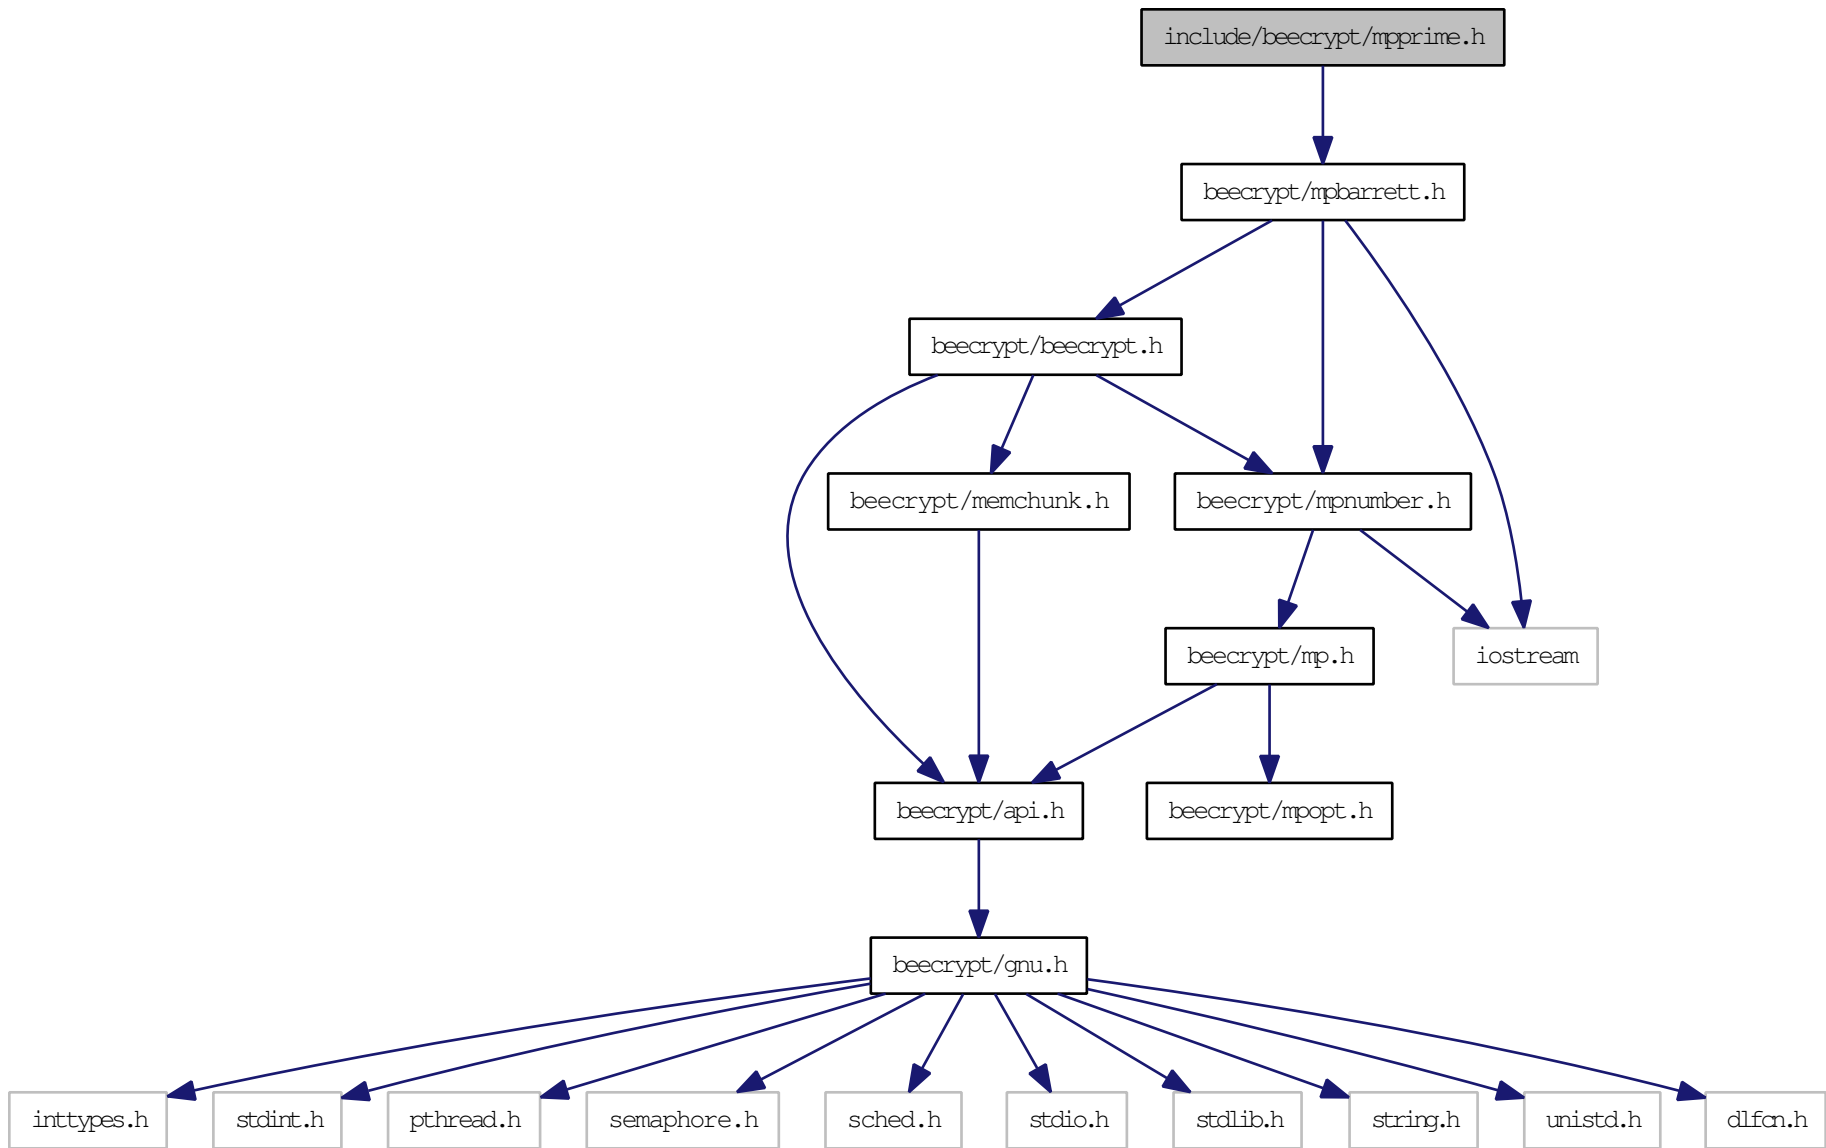 include/beecrypt/mpprime.h
beecrypt/mpbarrett.h
beecrypt/beecrypt.h
beecrypt/memchunk.h
beecrypt/mpnumber.h
beecrypt/mp.h
iostream
beecrypt/api.h
beecrypt/mpopt.h
beecrypt/gnu.h
inttypes.h
stdint.h
pthread.h
semaphore.h
sched.h
stdio.h
stdlib.h
string.h
unistd.h
dlfcn.h